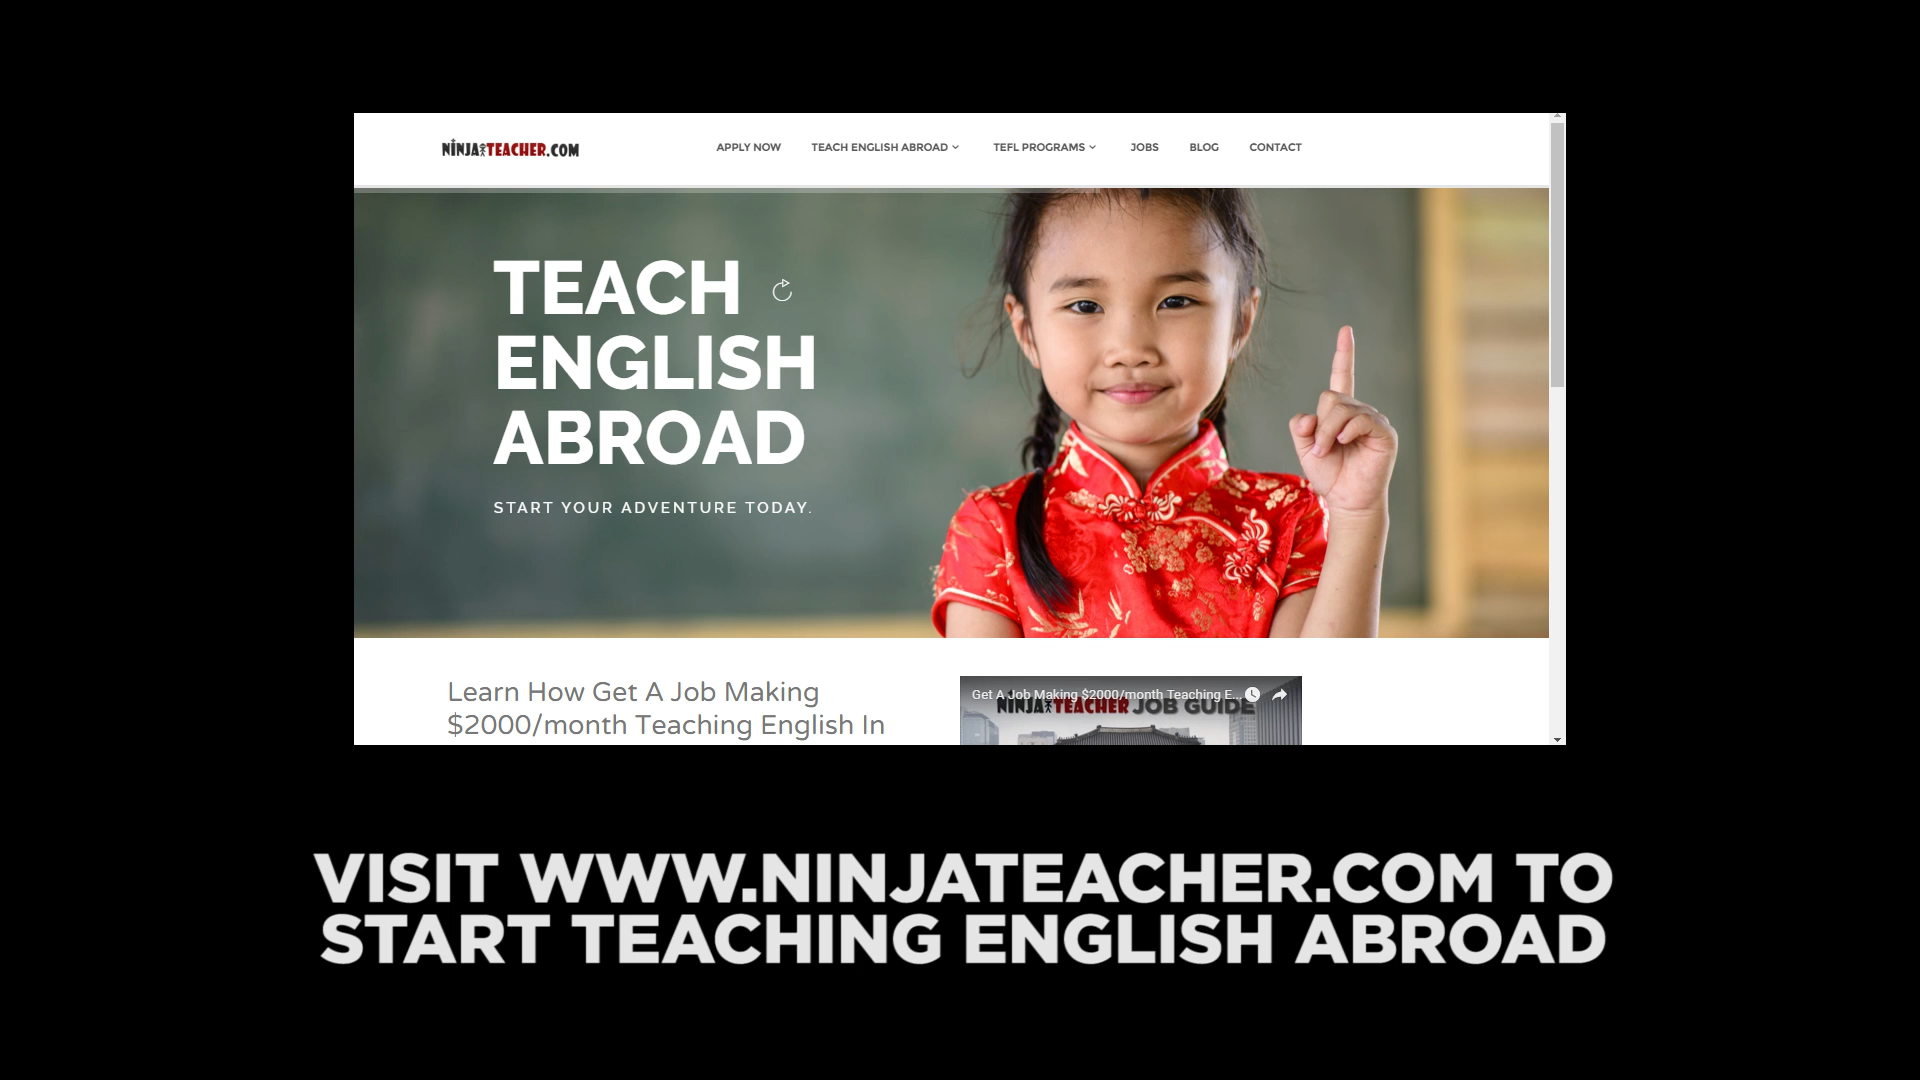 NINJATEACHER.COM
APPLY NOW TEACH ENGLISH ABROAD TEFL PROGRAMS JOBS BLOG CONTACT
TEACH
ENGLISH
ABROAD
START YOUR ADVENTURE TODAY.
Learn How Get A Job Making
$2000/month Teaching English In
Get A Job Making $2000/month Teaching E...
NINJATEACHER JOB GUIDE
VISIT WWW.NINJATEACHER.COM TO
START TEACHING ENGLISH ABROAD